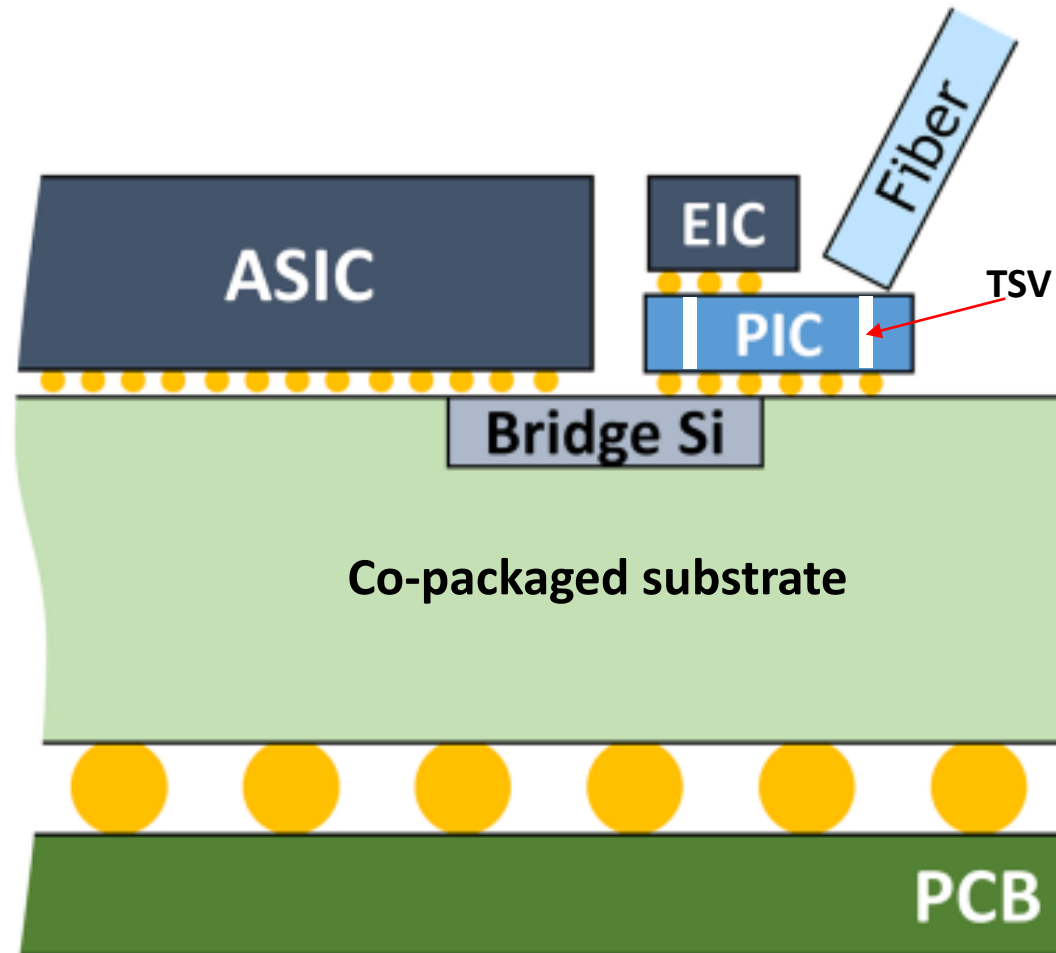 Fiber
EIC
ASIC
TSV
PIC
Bridge Si
Co-packaged substrate
PCB